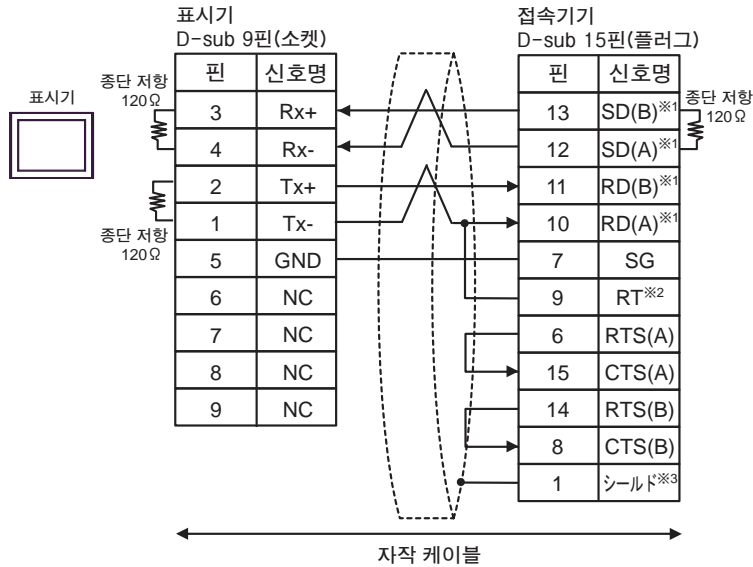 표시기
D-sub 9핀(소켓)
접속기기
D-sub 15핀(플러그)
표시기
종단 저항
120Ω
종단 저항
120Ω
핀 신호명
3 Rx+
4 Rx-
2 Tx+
1 Tx-
5 GND
6 NC
7 NC
8 NC
9 NC
핀 신호명
13 SD(B)※1
12 SD(A)※1
11 RD(B)※1
10 RD(A)※1
7 SG
9 RT※2
6 RTS(A)
15 CTS(A)
14 RTS(B)
8 CTS(B)
1 シールド※3
종단 저항
120Ω
자작 케이블